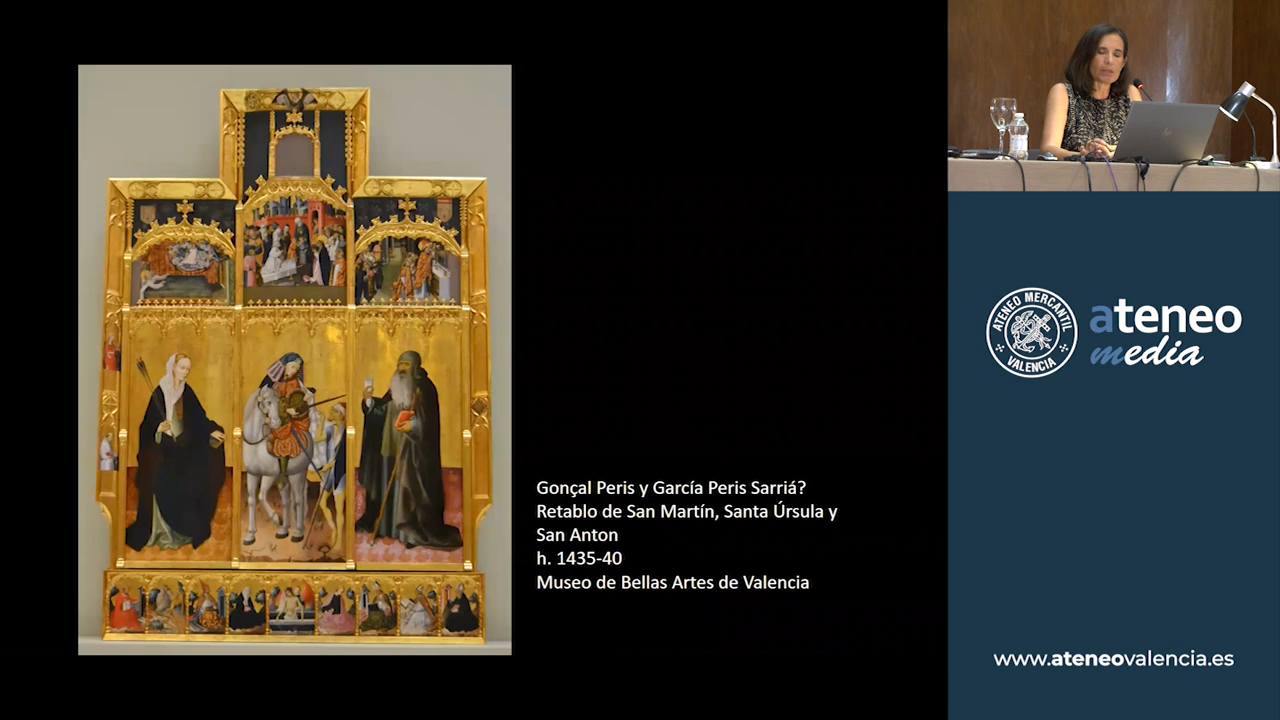 Gonçal Peris y García Peris Sarriá?
Retablo de San Martín, Santa Úrsula y
San Anton
h. 1435-40
Museo de Bellas Artes de Valencia
ATENEO MERCANTIL
VALENCIA
ateneo
media
www.ateneovalencia.es